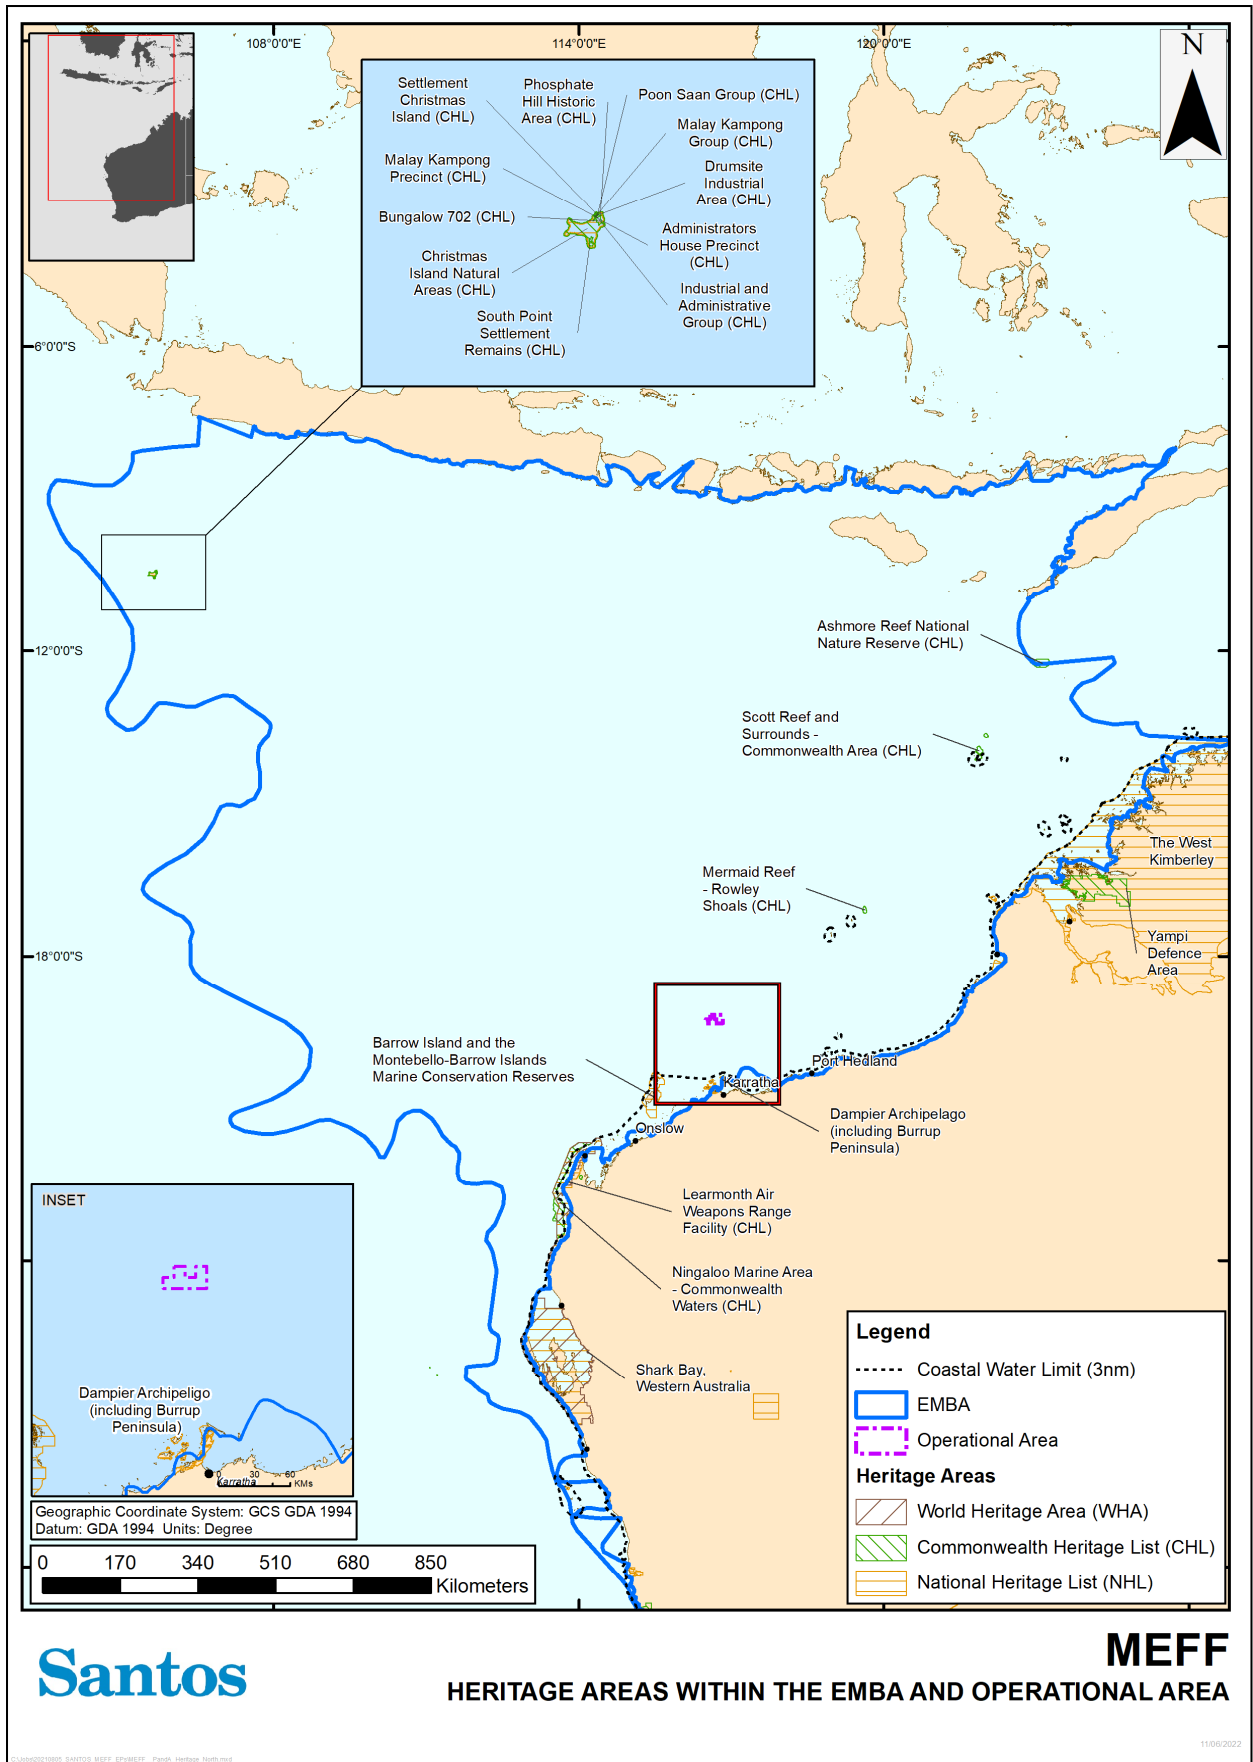 108°0'0"E
114°0'0"E
120°0'0"E
N
Settlement
Christmas
Island (CHL)
Phosphate
Hill Historic
Area (CHL)
Poon Saan Group (CHL)
Malay Kampong
Group (CHL)
Malay Kampong
Precinct (CHL)
Drumsite
Industrial
Area (CHL)
Bungalow 702 (CHL)
Administrators
House Precinct
(CHL)
Christmas
Island Natural
Areas (CHL)
Industrial and
Administrative
Group (CHL)
South Point
Settlement
Remains (CHL)
6°0'0"S
Ashmore Reef National
Nature Reserve (CHL)
12°0'0"S
Scott Reef and
Surrounds -
Commonwealth Area (CHL)
The West
Kimberley
Mermaid Reef
- Rowley
Shoals (CHL)
Yampi
Defence
Area
18°0'0"S
Barrow Island and the
Montebello-Barrow Islands
Marine Conservation Reserves
Port Hedland
Karratha
Dampier Archipelago
(including Burrup
Peninsula)
Onslow
Learmonth Air
Weapons Range
Facility (CHL)
Ningaloo Marine Area
- Commonwealth
Waters (CHL)
Shark Bay,
Western Australia
INSET
Dampier Archipeligo
(including Burrup
Peninsula)
Karratha
0 30 60
KMs
Geographic Coordinate System: GCS GDA 1994
Datum: GDA 1994 Units: Degree
0 170 340 510 680 850
Kilometers
Legend
Coastal Water Limit (3nm)
EMBA
Operational Area
Heritage Areas
World Heritage Area (WHA)
Commonwealth Heritage List (CHL)
National Heritage List (NHL)
Santos
MEFF
HERITAGE AREAS WITHIN THE EMBA AND OPERATIONAL AREA
11/06/2022